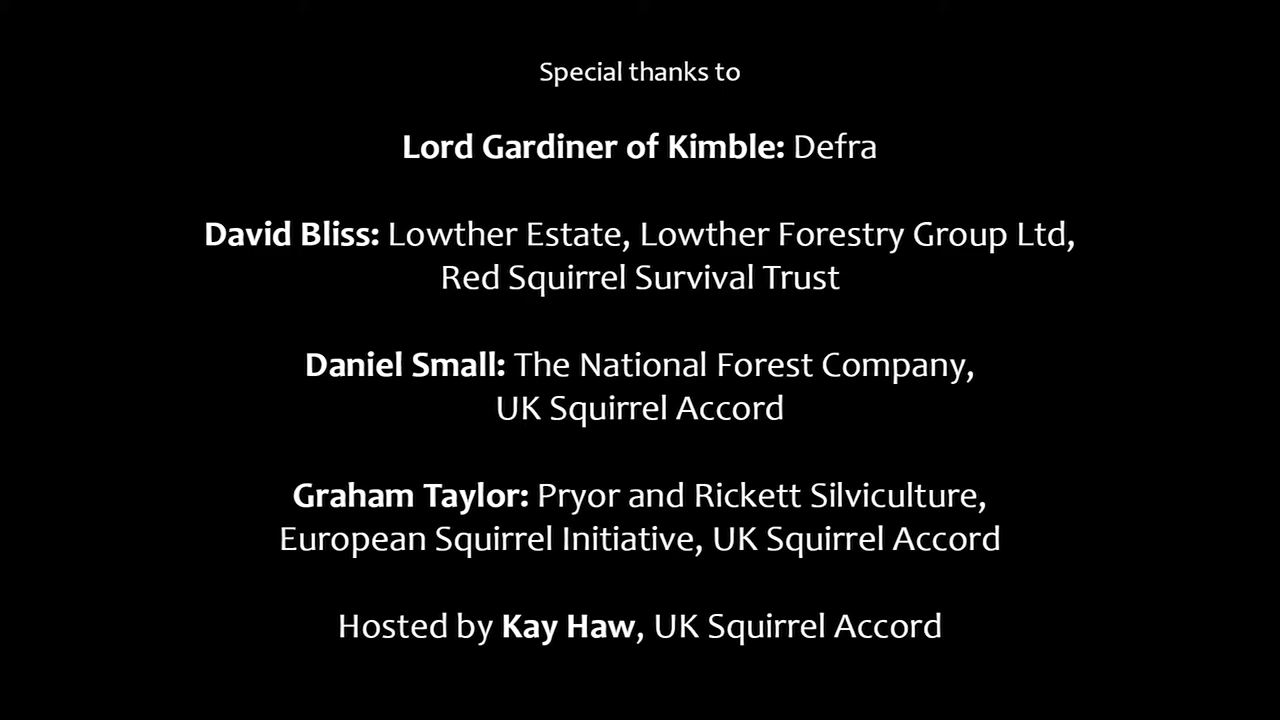 Special thanks to
Lord Gardiner of Kimble: Defra
David Bliss: Lowther Estate, Lowther Forestry Group Ltd,
Red Squirrel Survival Trust
Daniel Small: The National Forest Company,
UK Squirrel Accord
Graham Taylor: Pryor and Rickett Silviculture,
European Squirrel Initiative, UK Squirrel Accord
Hosted by Kay Haw, UK Squirrel Accord